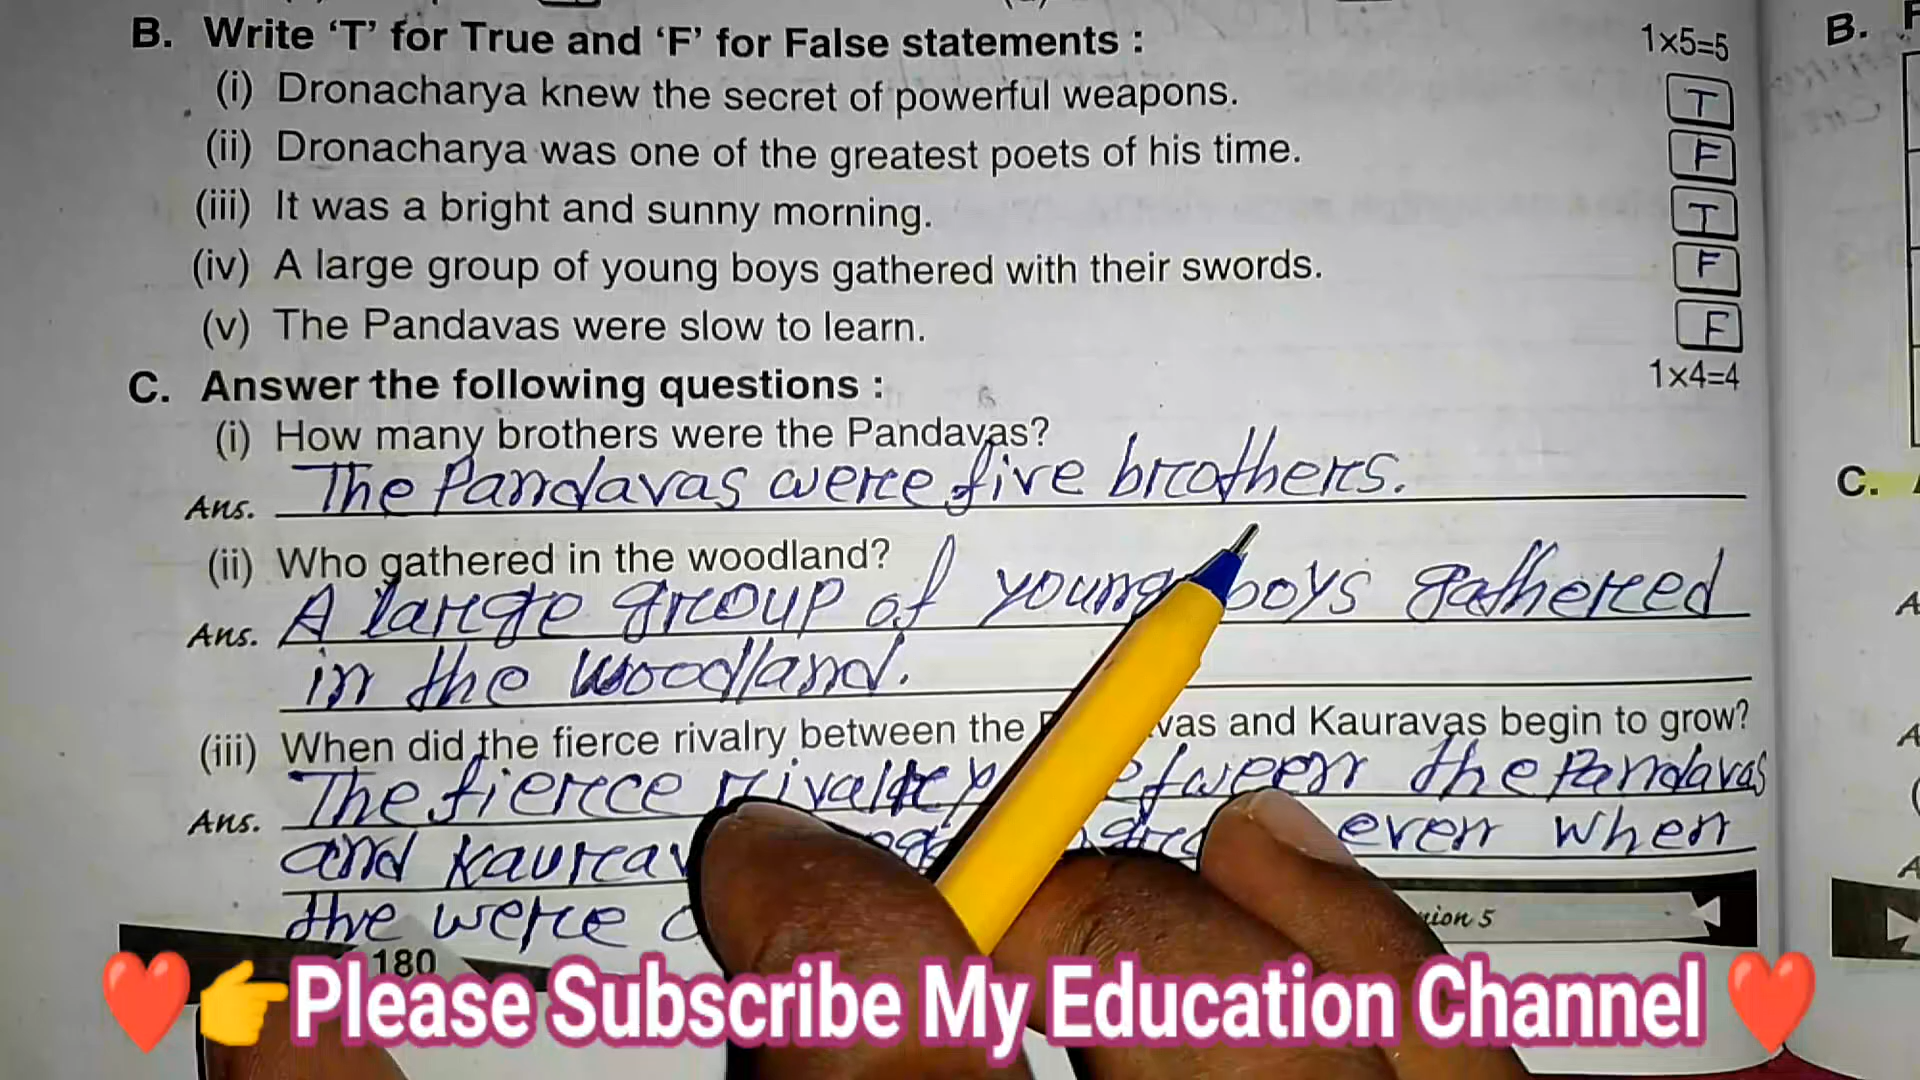 B. Write ‘T’ for True and ‘F’ for False statements : 1×5=5
(i) Dronacharya knew the secret of powerful weapons. T
(ii) Dronacharya was one of the greatest poets of his time. F
(iii) It was a bright and sunny morning. T
(iv) A large group of young boys gathered with their swords. F
(v) The Pandavas were slow to learn. F
C. Answer the following questions : 1×4=4
(i) How many brothers were the Pandavas?
Ans. The Pandavas were five brothers.
(ii) Who gathered in the woodland?
Ans. A large group of young boys gathered
in the woodland.
(iii) When did the fierce rivalry between the and Kauravas begin to grow?
Ans. The fierce rivalry between the Pandavas
and even when
the were
180
5
❤️👉Please Subscribe My Education Channel ❤️
B.
C.